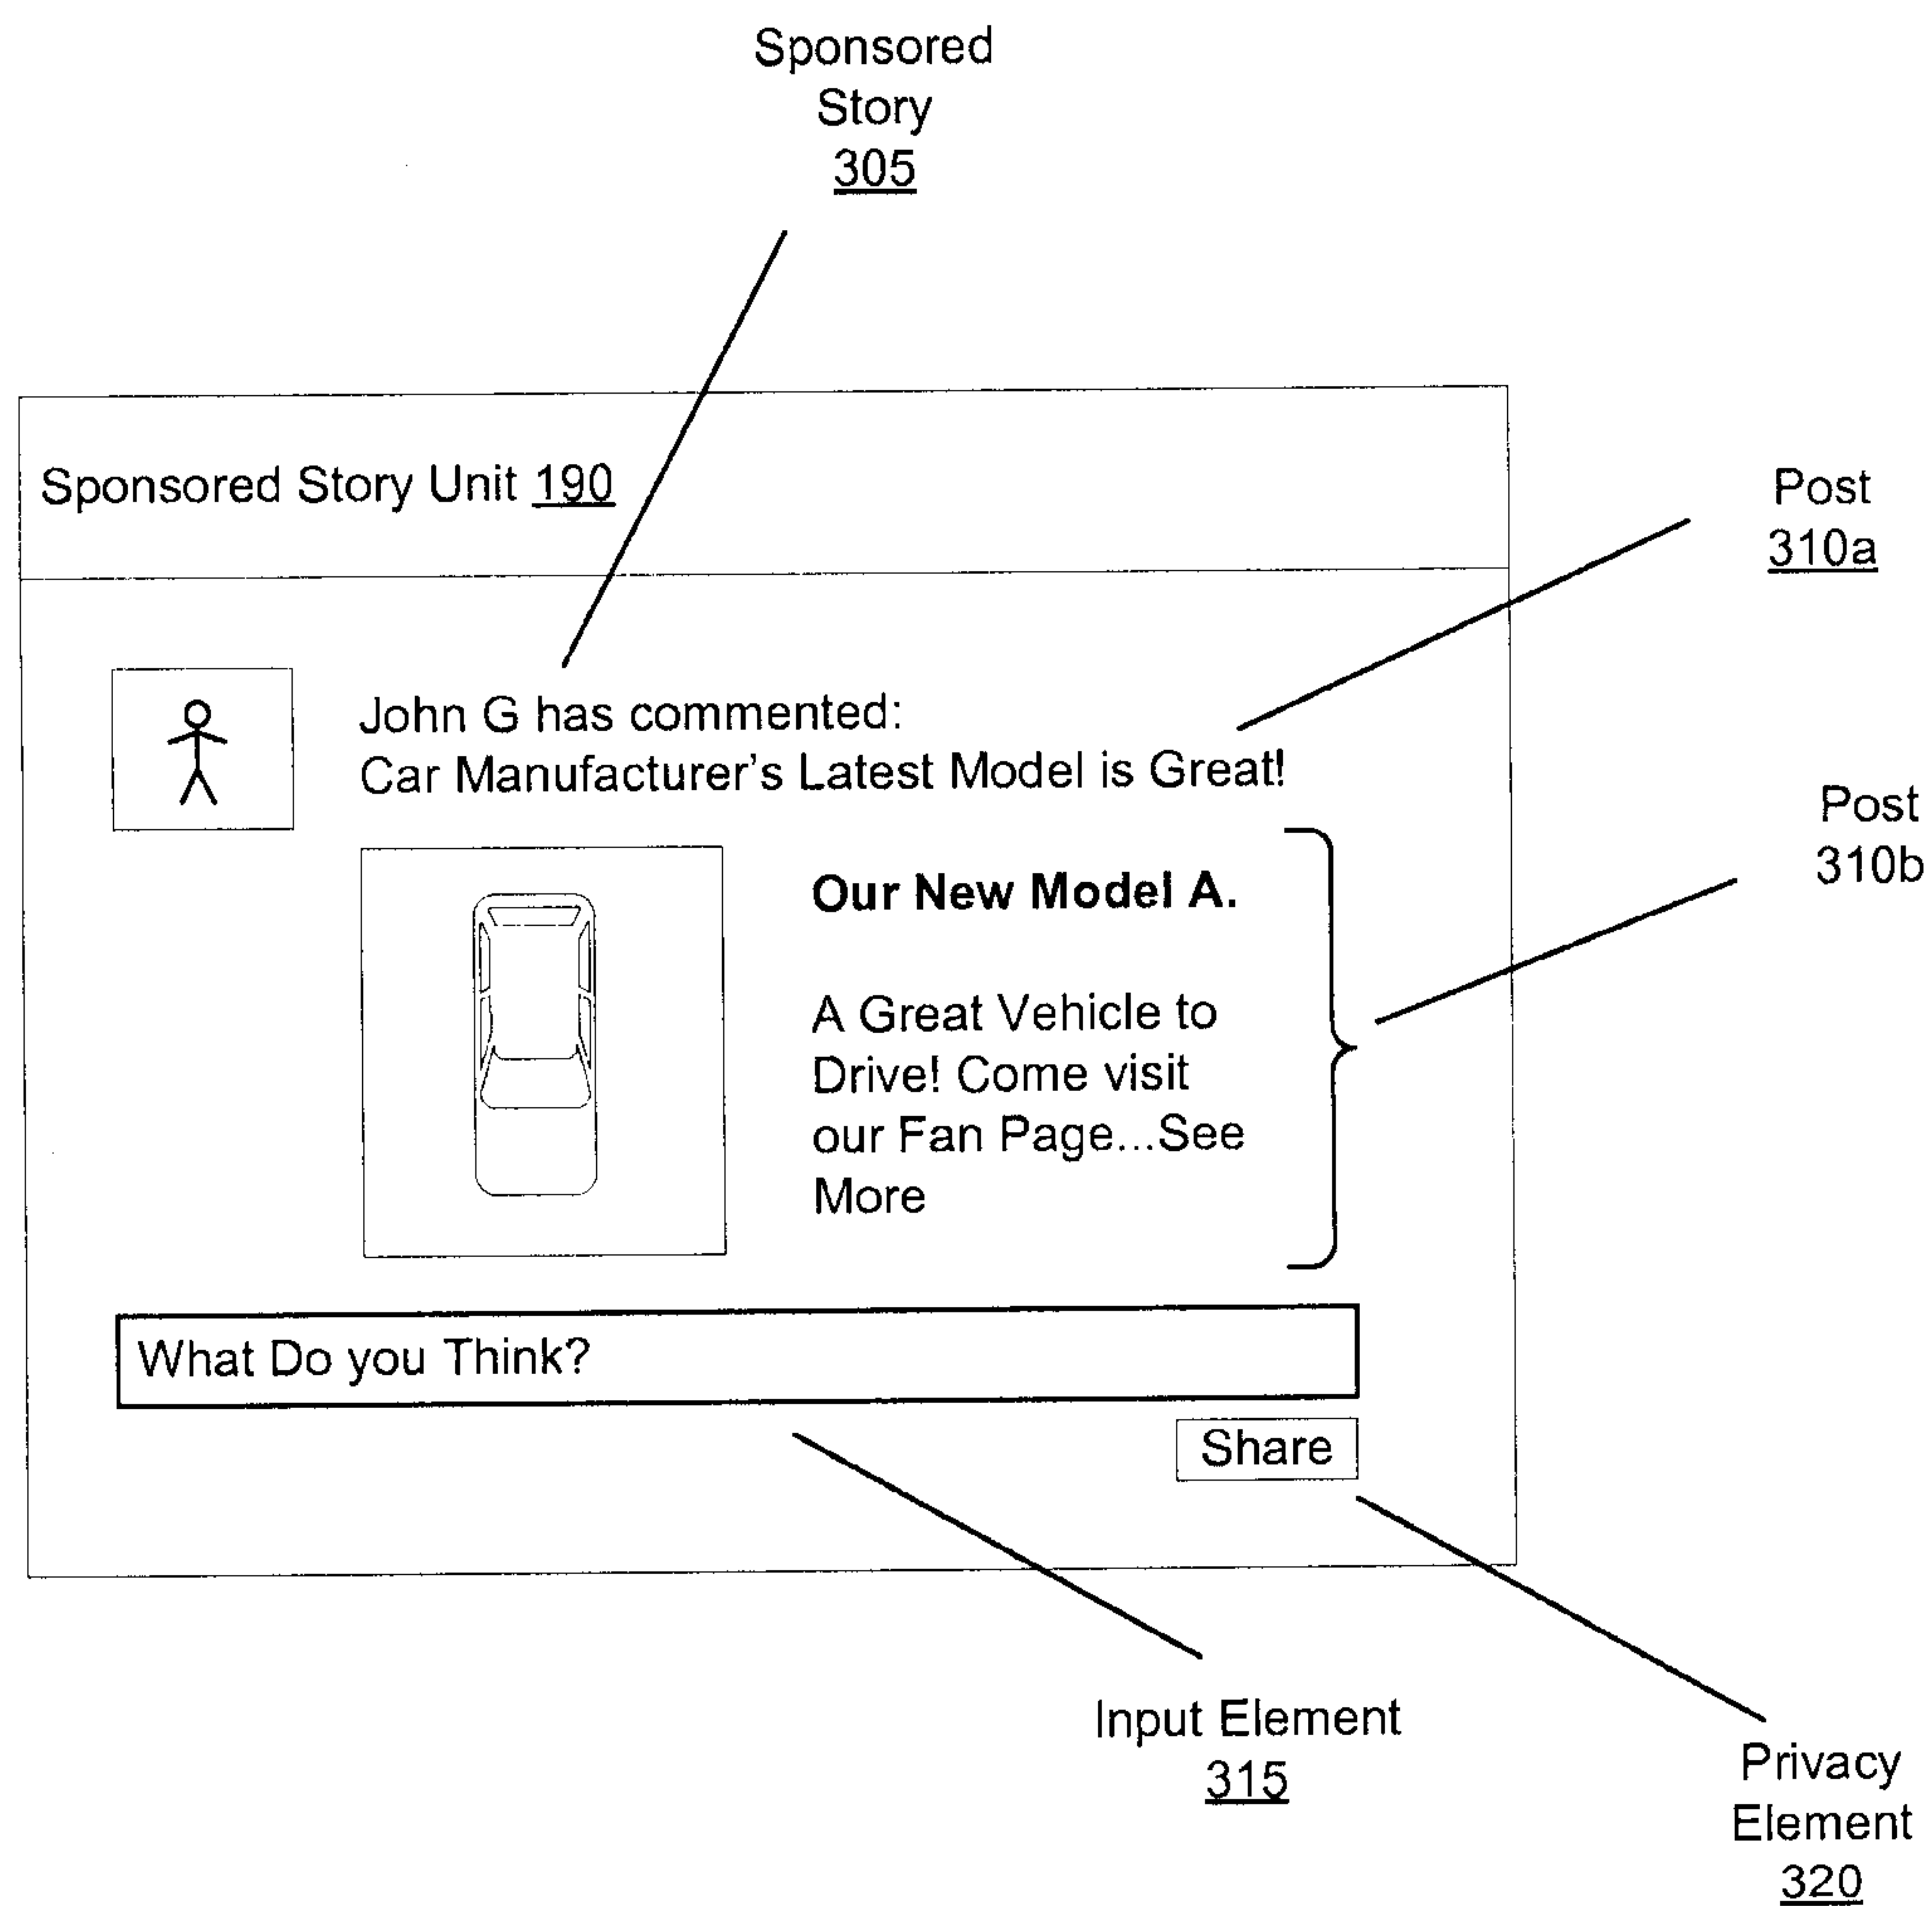 Sponsored
Story
305
Sponsored Story Unit 190
Post
310a
John G has commented:
Car Manufacturer's Latest Model is Great!
Post
310b
Our New Model A.
A Great Vehicle to
Drive! Come visit
our Fan Page...See
More
What Do you Think?
Share
Input Element
315
Privacy
Element
320